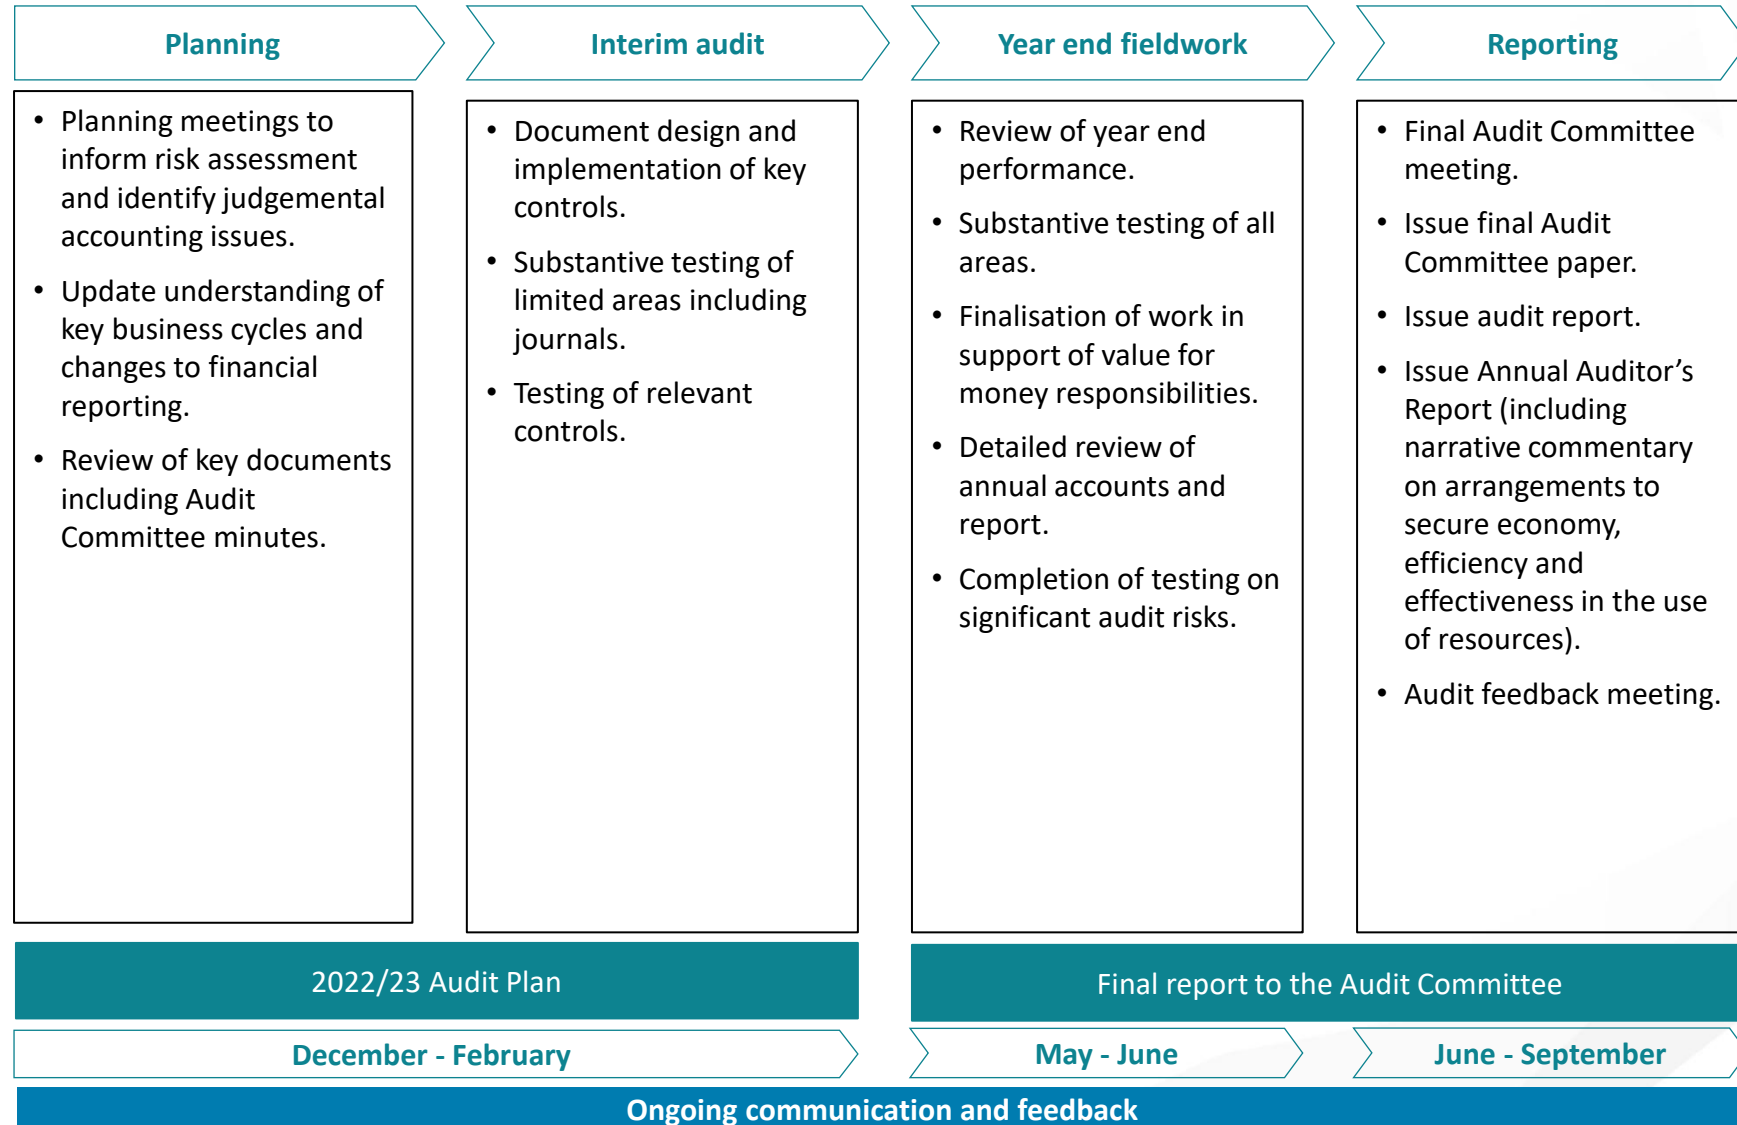 Planning
Interim audit
Year end fieldwork
Reporting
• Planning meetings to
inform risk assessment
and identify judgemental
accounting issues.
• Update understanding of
key business cycles and
changes to financial
reporting.
• Review of key documents
including Audit
Committee minutes.
• Document design and
implementation of key
controls.
• Substantive testing of
limited areas including
journals.
• Testing of relevant
controls.
• Review of year end
performance.
• Substantive testing of all
areas.
• Finalisation of work in
support of value for
money responsibilities.
• Detailed review of
annual accounts and
report.
• Completion of testing on
significant audit risks.
• Final Audit Committee
meeting.
• Issue final Audit
Committee paper.
• Issue audit report.
• Issue Annual Auditor’s
Report (including
narrative commentary
on arrangements to
secure economy,
efficiency and
effectiveness in the use
of resources).
• Audit feedback meeting.
2022/23 Audit Plan
Final report to the Audit Committee
December - February
May - June
June - September
Ongoing communication and feedback